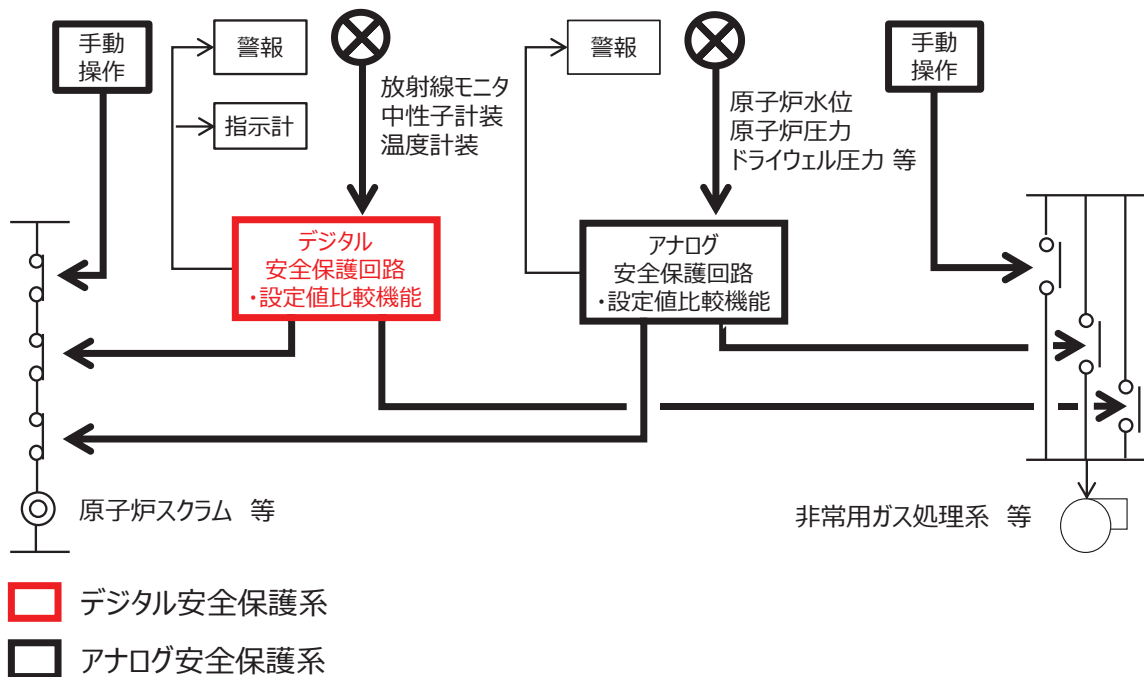 手動
操作
警報
指示計
放射線モニタ
中性子計装
温度計装
警報
原子炉水位
原子炉圧力
ドライウェル圧力 等
手動
操作
デジタル
安全保護回路
・設定値比較機能
アナログ
安全保護回路
・設定値比較機能
原子炉スクラム 等
非常用ガス処理系 等
デジタル安全保護系
アナログ安全保護系